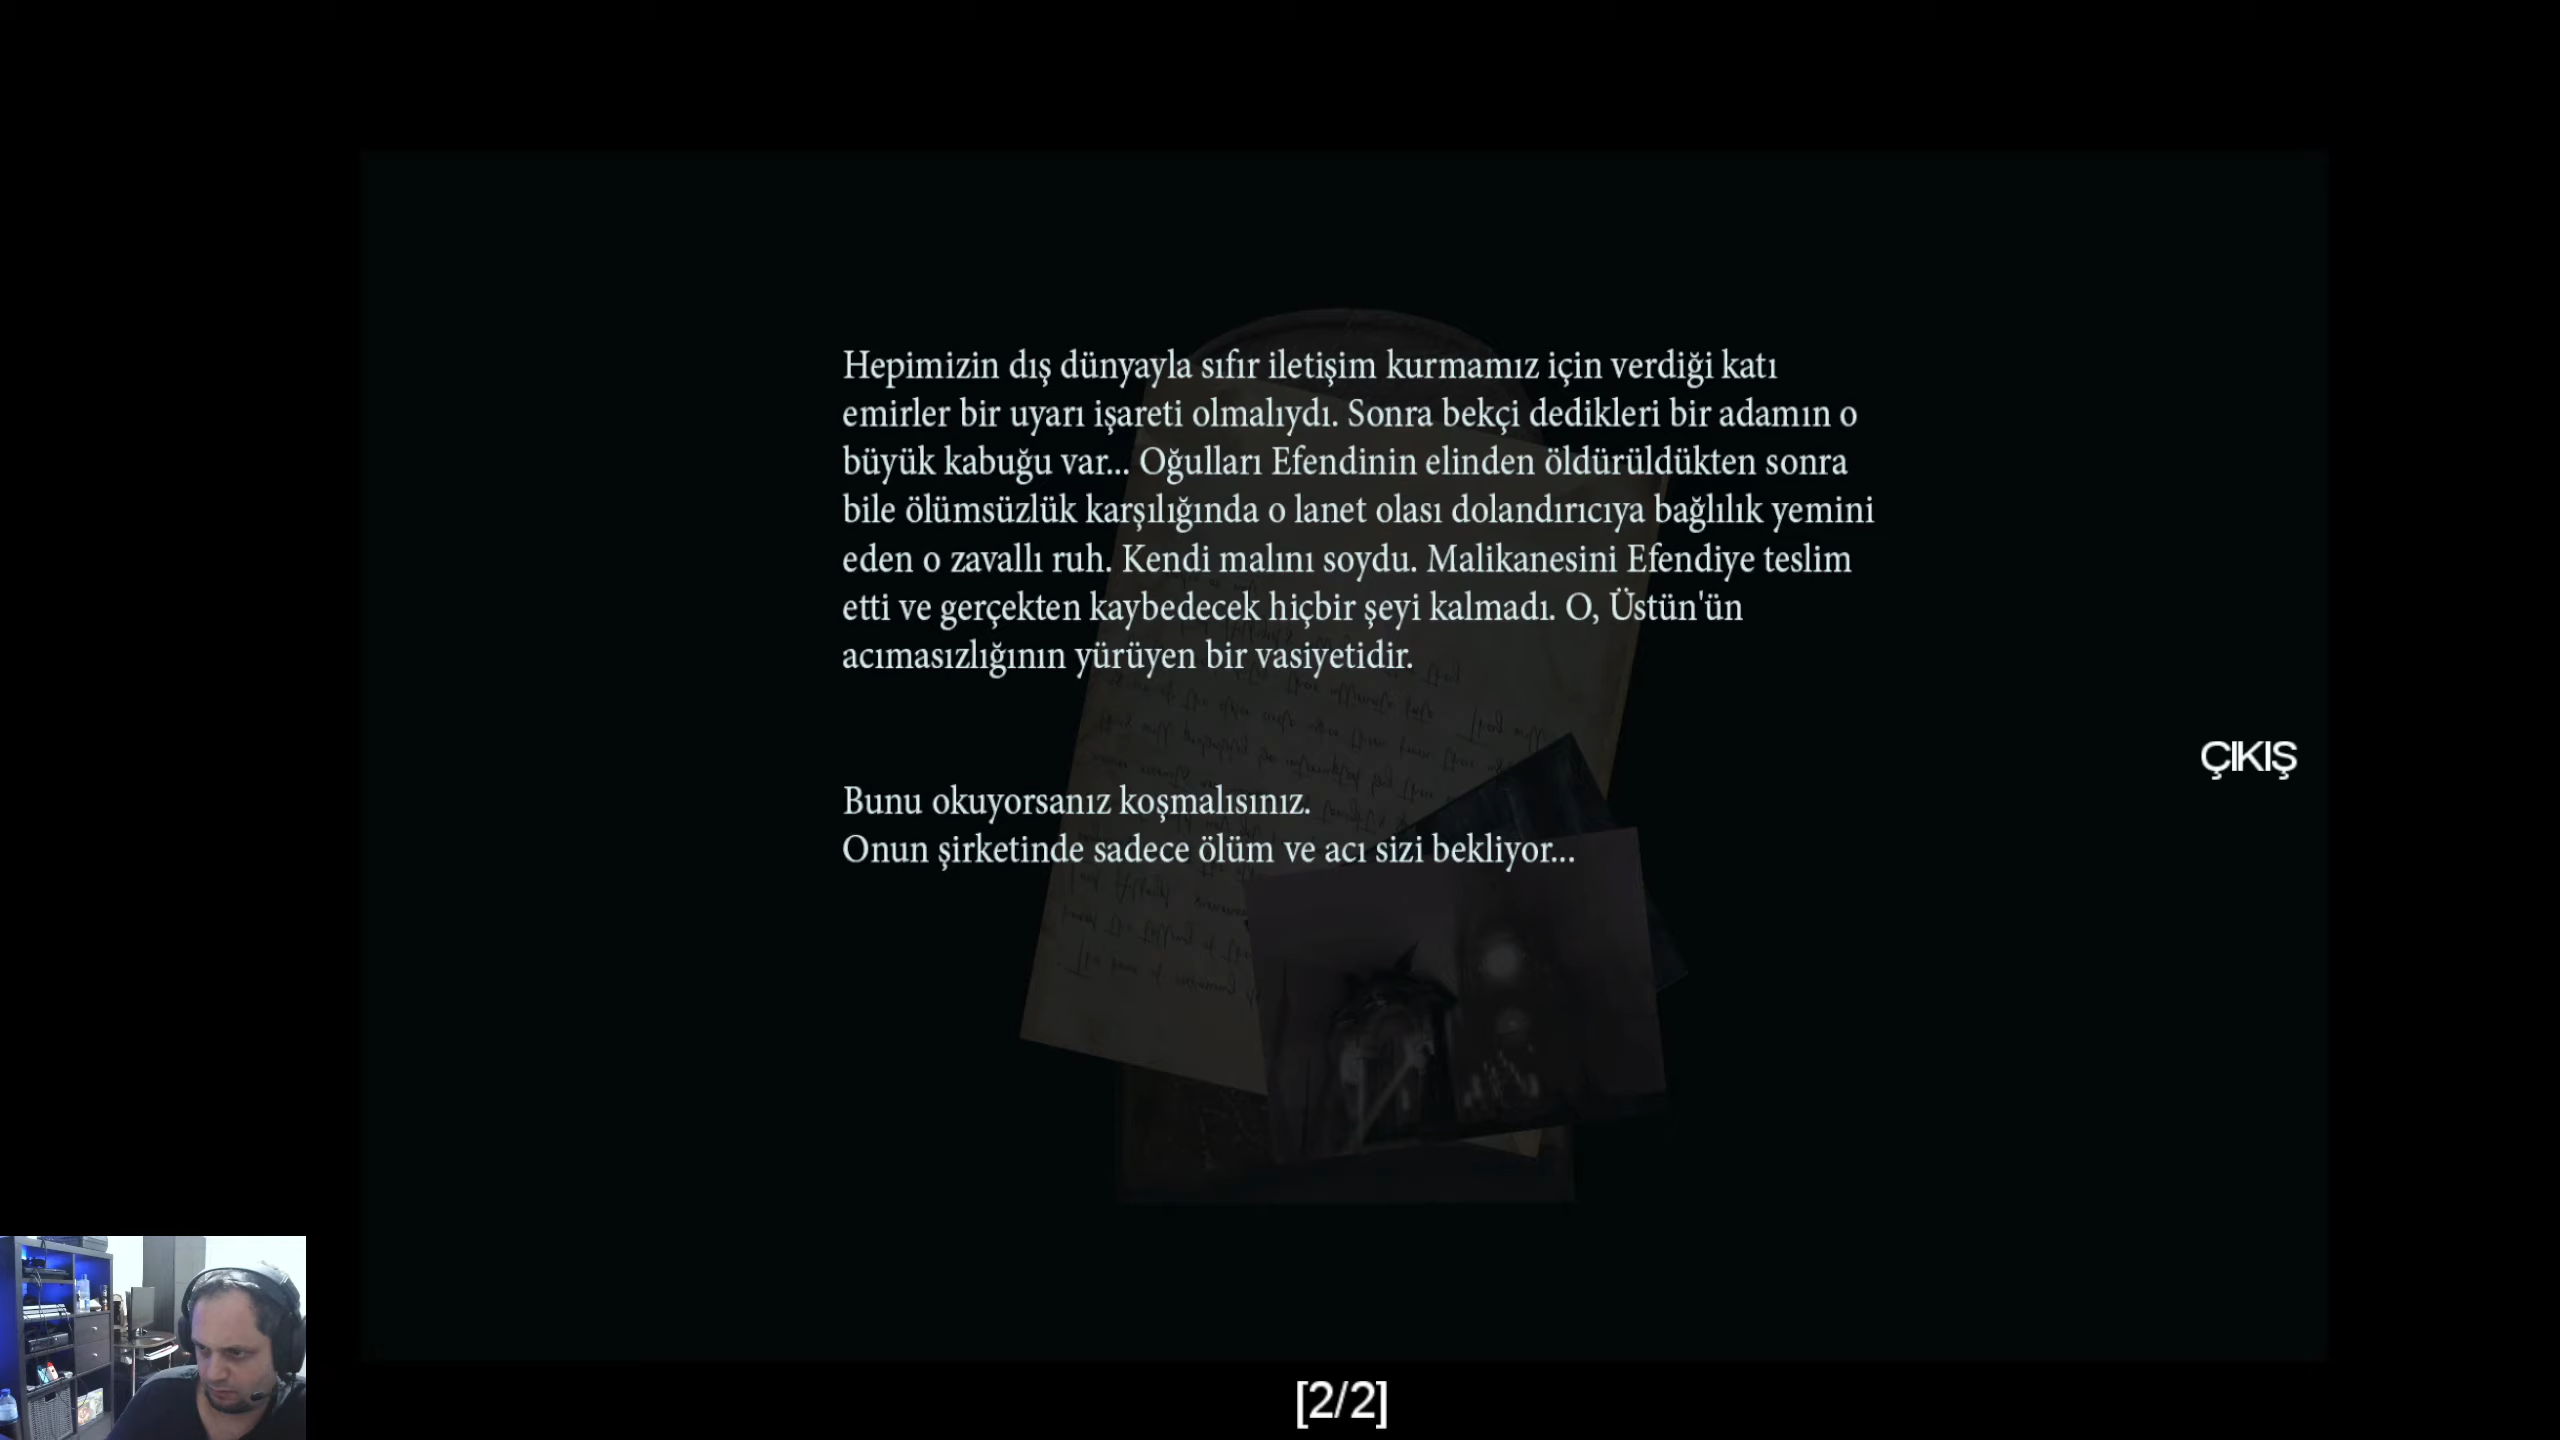 Hepimizin dış dünyayla sıfır iletişim kurmamız için verdiği katı
emirler bir uyarı işareti olmalıydı. Sonra bekçi dedikleri bir adamın o
büyük kabuğu var... Oğulları Efendinin elinden öldürüldükten sonra
bile ölümsüzlük karşılığında o lanet olası dolandırıcıya bağlılık yemini
eden o zavallı ruh. Kendi malını soydu. Malikanesini Efendiye teslim
etti ve gerçekten kaybedecek hiçbir şeyi kalmadı. O, Üstün'ün
acımasızlığının yürüyen bir vasiyetidir.
Bunu okuyorsanız koşmalısınız.
Onun şirketinde sadece ölüm ve acı sizi bekliyor...
ÇIKIŞ
[2/2]